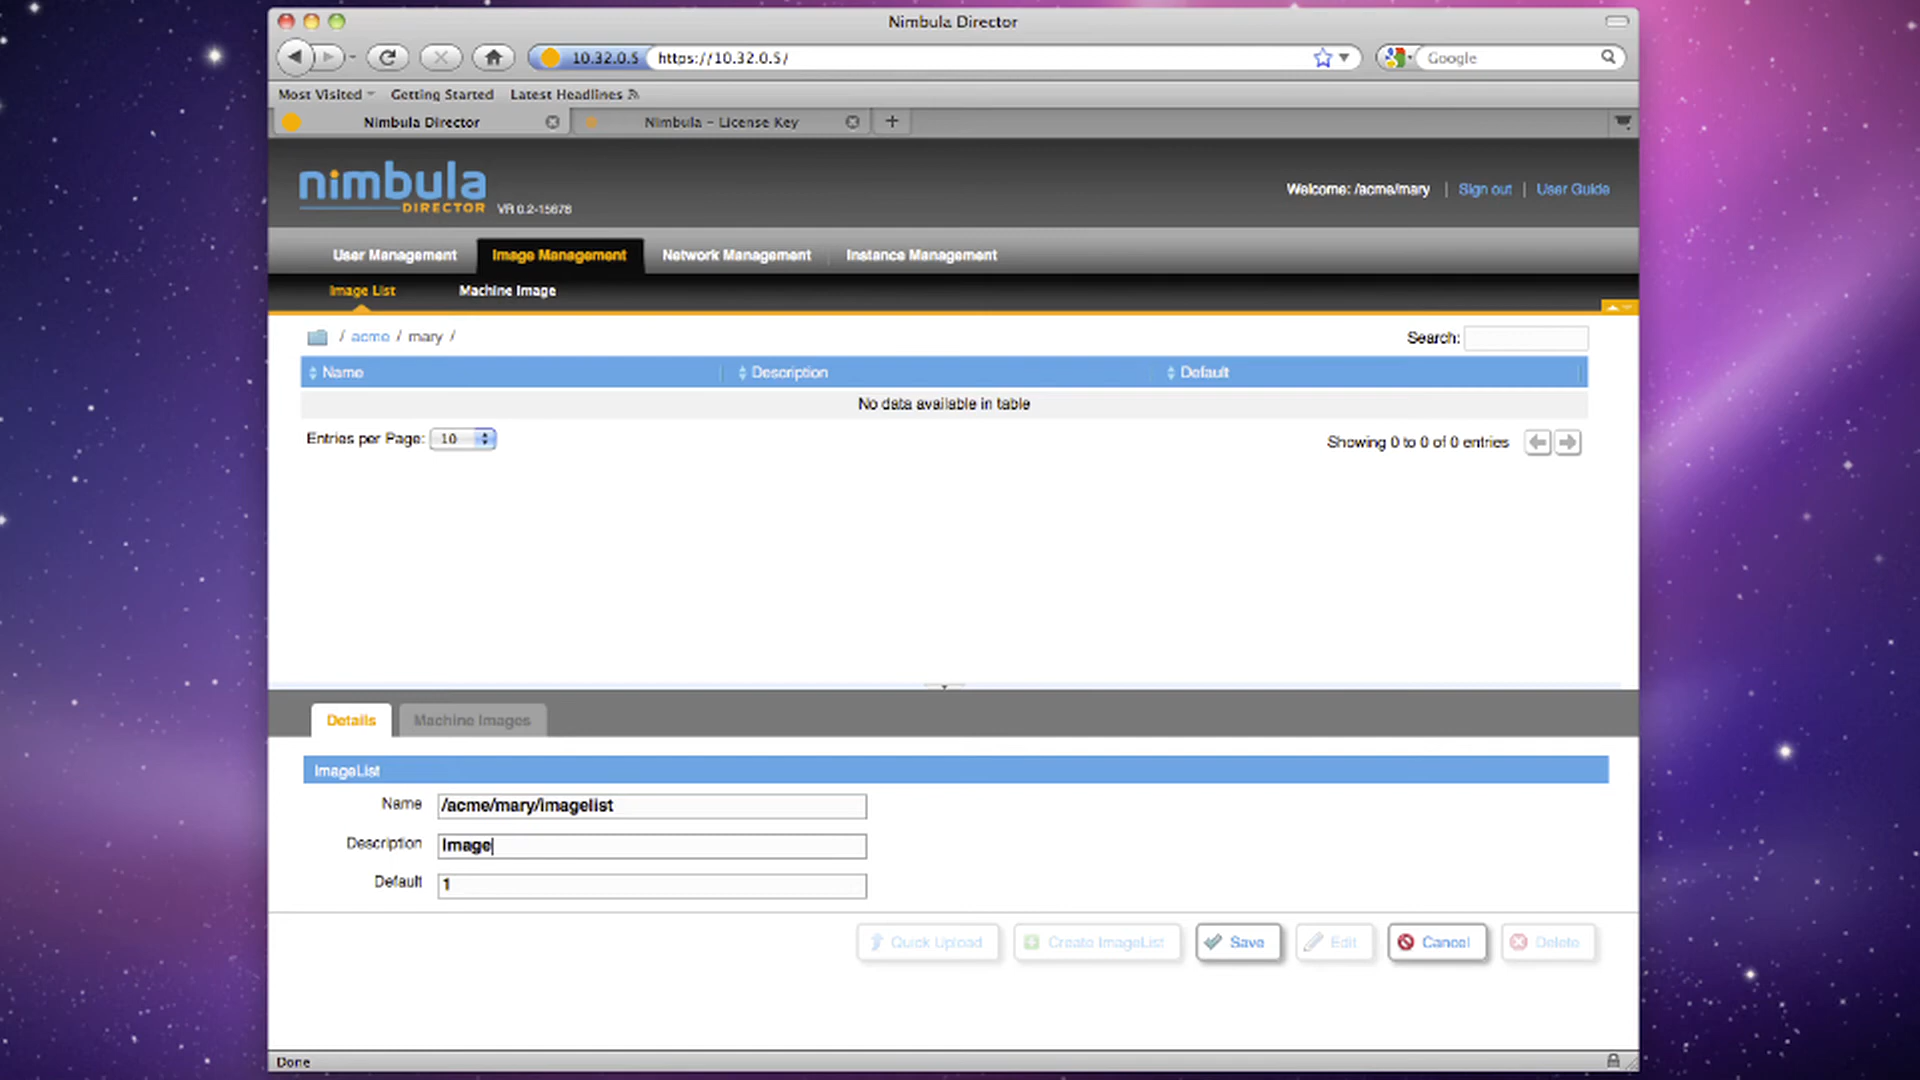 Nimbula Director
10.32.0.5 https://10.32.0.5/ Google
Most Visited Getting Started Latest Headlines
Nimbula Director Nimbula – License Key
nimbula
DIRECTOR VR 0.2-15678
Welcome: /acme/mary | Sign out | User Guide
User Management Image Management Network Management Instance Management
Image List Machine Image
/ acme / mary / Search:
Name Description Default
No data available in table
Entries per Page: 10 Showing 0 to 0 of 0 entries
Details Machine Images
ImageList
Name /acme/mary/imagelist
Description Image
Default 1
Quick Upload Create ImageList Save Edit Cancel Delete
Done